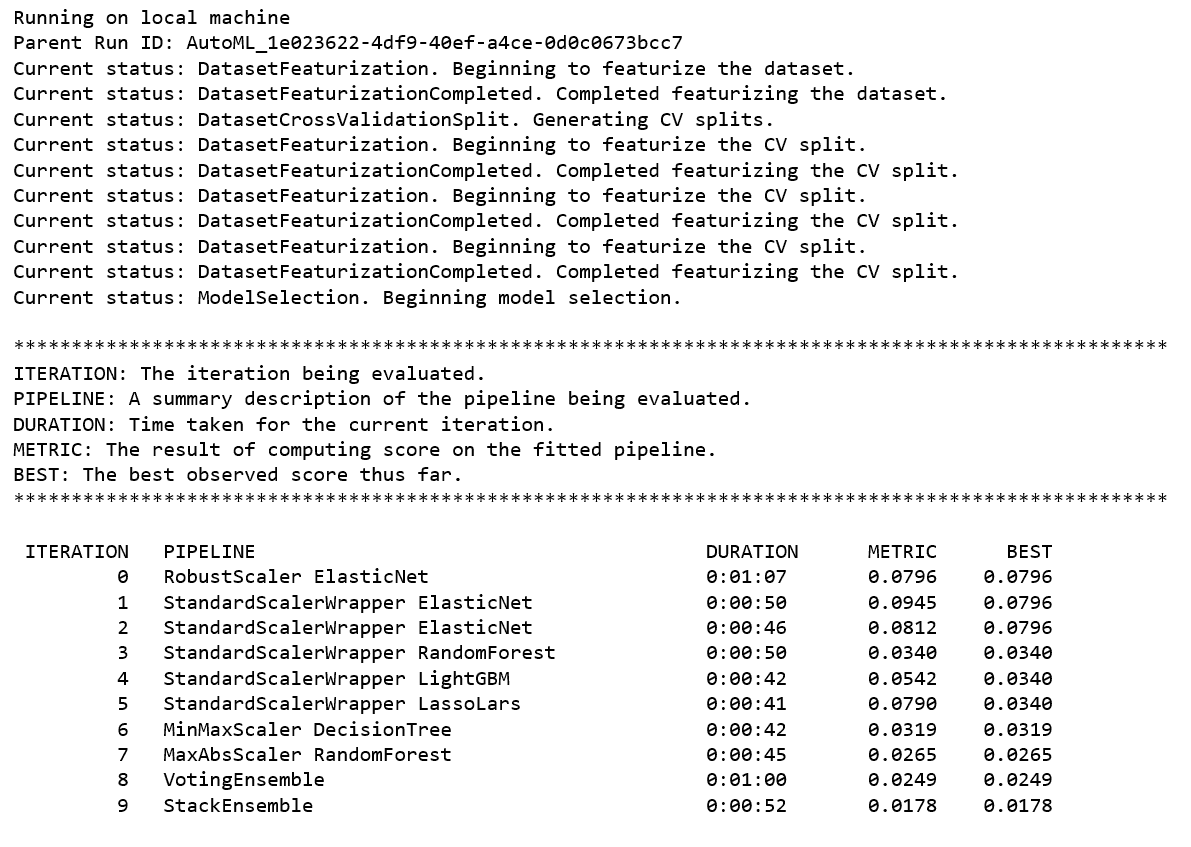 Running on local machine
Parent Run ID: AutoML_1e023622-4df9-40ef-a4ce-0d0c0673bcc7
Current status: DatasetFeaturization. Beginning to featurize the dataset.
Current status: DatasetFeaturizationCompleted. Completed featurizing the dataset.
Current status: DatasetCrossValidationSplit. Generating CV splits.
Current status: DatasetFeaturization. Beginning to featurize the CV split.
Current status: DatasetFeaturizationCompleted. Completed featurizing the CV split.
Current status: DatasetFeaturization. Beginning to featurize the CV split.
Current status: DatasetFeaturizationCompleted. Completed featurizing the CV split.
Current status: DatasetFeaturization. Beginning to featurize the CV split.
Current status: DatasetFeaturizationCompleted. Completed featurizing the CV split.
Current status: ModelSelection. Beginning model selection.

****************************************************************************************************
ITERATION: The iteration being evaluated.
PIPELINE: A summary description of the pipeline being evaluated.
DURATION: Time taken for the current iteration.
METRIC: The result of computing score on the fitted pipeline.
BEST: The best observed score thus far.
****************************************************************************************************

 ITERATION   PIPELINE                                       DURATION      METRIC      BEST
         0   RobustScaler ElasticNet                        0:01:07       0.0796    0.0796
         1   StandardScalerWrapper ElasticNet               0:00:50       0.0945    0.0796
         2   StandardScalerWrapper ElasticNet               0:00:46       0.0812    0.0796
         3   StandardScalerWrapper RandomForest             0:00:50       0.0340    0.0340
         4   StandardScalerWrapper LightGBM                 0:00:42       0.0542    0.0340
         5   StandardScalerWrapper LassoLars                0:00:41       0.0790    0.0340
         6   MinMaxScaler DecisionTree                      0:00:42       0.0319    0.0319
         7   MaxAbsScaler RandomForest                      0:00:45       0.0265    0.0265
         8   VotingEnsemble                                 0:01:00       0.0249    0.0249
         9   StackEnsemble                                  0:00:52       0.0178    0.0178